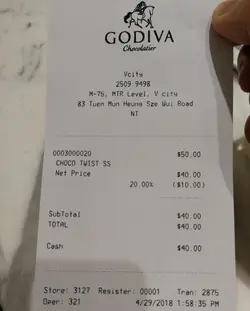 GODIVA
Chocolatier
Vcity
2509 9498
M-75, MTR Level, V city
83 Tuen Mun Heung Sze Wui Road
NT
0003000020 $50.00
CHOCO TWIST SS
Net Price $40.00
20.00% ($10.00)
SubTotal $40.00
TOTAL $40.00
Cash $40.00
Store: 3127 Register: 00001 Tran: 2875
Oper: 321 4/29/2018 1:58:35 PM